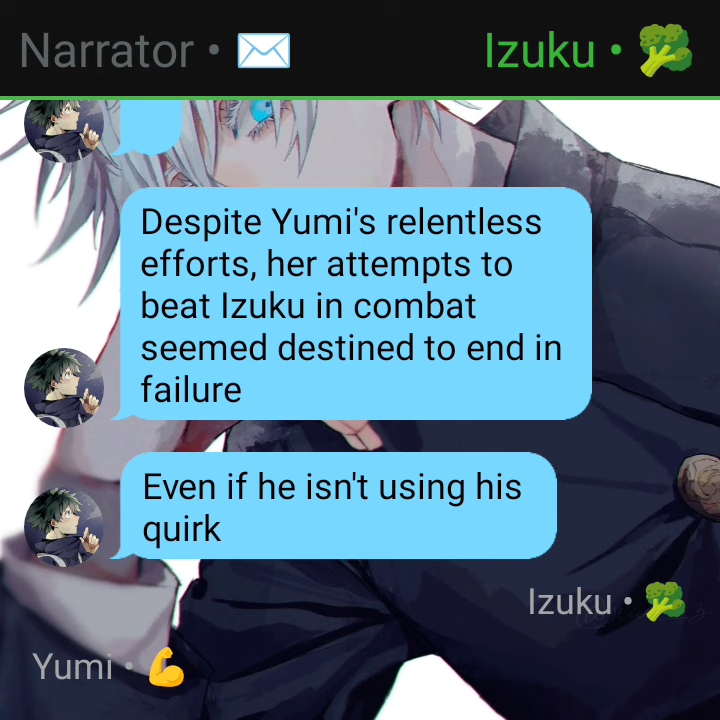 Narrator • ✉️
Izuku • 🥦
Despite Yumi's relentless
efforts, her attempts to
beat Izuku in combat
seemed destined to end in
failure
Even if he isn't using his
quirk
Izuku • 🥦
Yumi • 💪